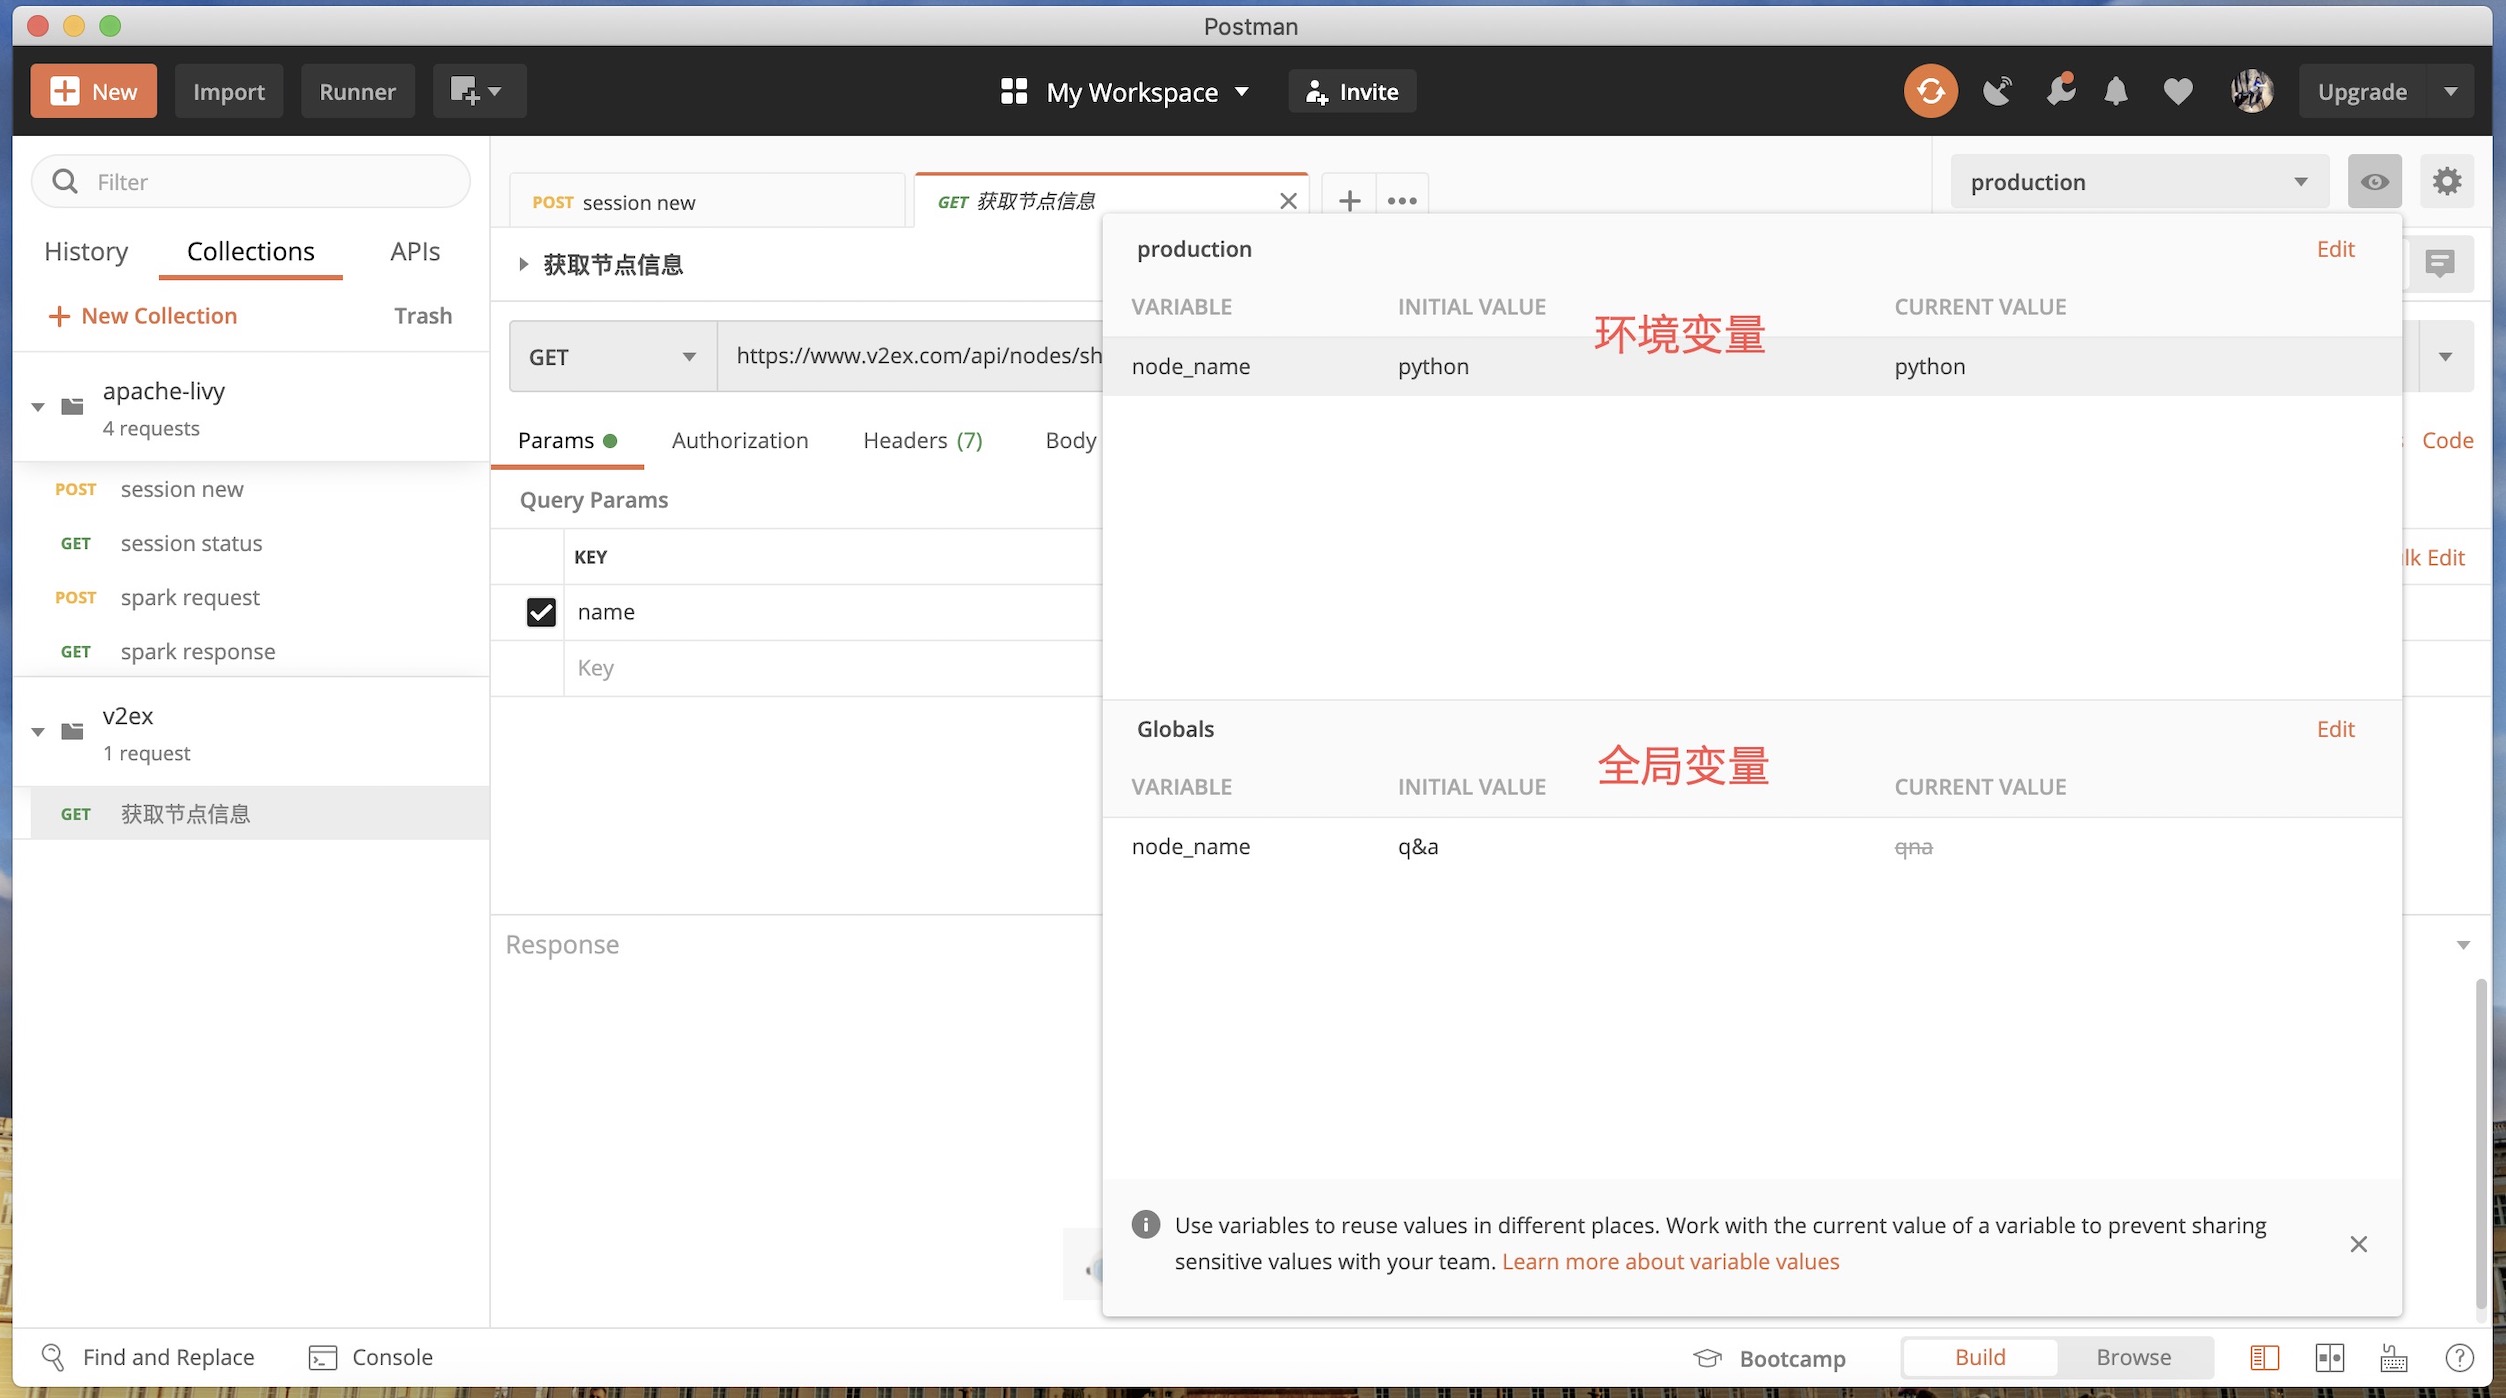 Postman
New
Import
Runner
My Workspace
Invite
Upgrade
Filter
History
Collections
APIs
New Collection
Trash
apache-livy
4 requests
POST session new
GET session status
POST spark request
GET spark response
v2ex
1 request
GET 获取节点信息
POST session new
GET 获取节点信息
production
获取节点信息
GET
https://www.v2ex.com/api/nodes/sh
Params
Authorization
Headers (7)
Body
Code
Query Params
KEY
lk Edit
name
Key
Response
production
Edit
VARIABLE INITIAL VALUE CURRENT VALUE
环境变量
node_name python python
Globals
Edit
全局变量
VARIABLE INITIAL VALUE CURRENT VALUE
node_name q&a qna
Use variables to reuse values in different places. Work with the current value of a variable to prevent sharing
sensitive values with your team. Learn more about variable values
Find and Replace
Console
Bootcamp
Build
Browse